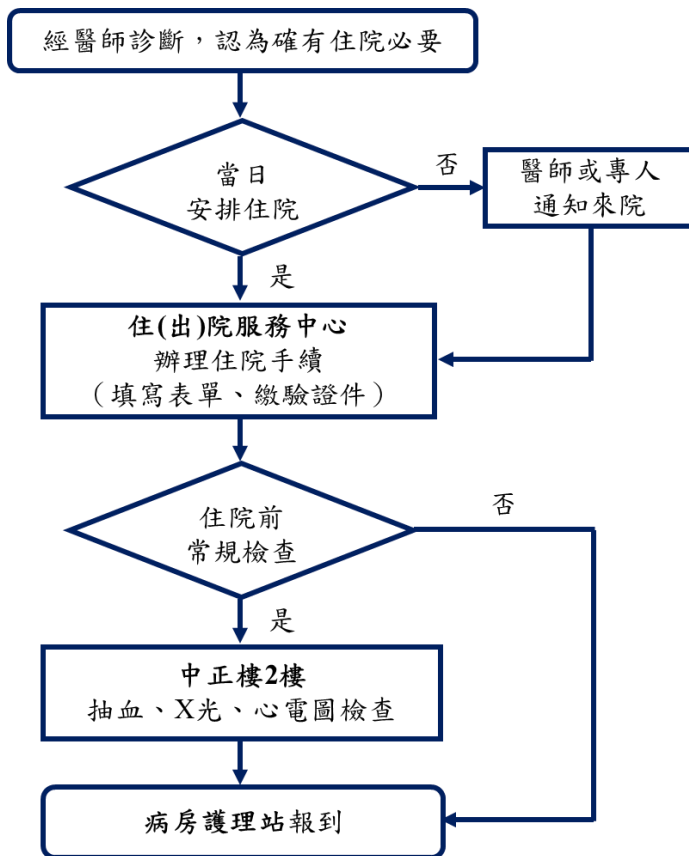 經醫師診斷，認為確有住院必要
當日
安排住院
否
醫師或專人
通知來院
是
住(出)院服務中心
辦理住院手續
（填寫表單、繳驗證件）
住院前
常規檢查
否
是
中正樓2樓
抽血、X光、心電圖檢查
病房護理站報到